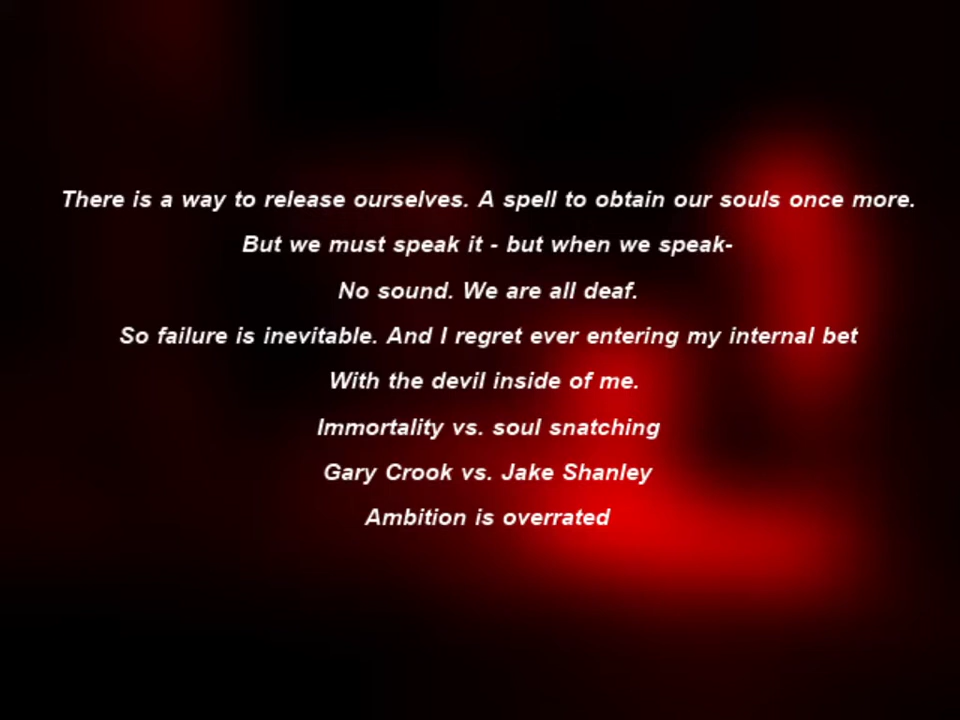 There is a way to release ourselves. A spell to obtain our souls once more.
But we must speak it - but when we speak-
No sound. We are all deaf.
So failure is inevitable. And I regret ever entering my internal bet
With the devil inside of me.
Immortality vs. soul snatching
Gary Crook vs. Jake Shanley
Ambition is overrated